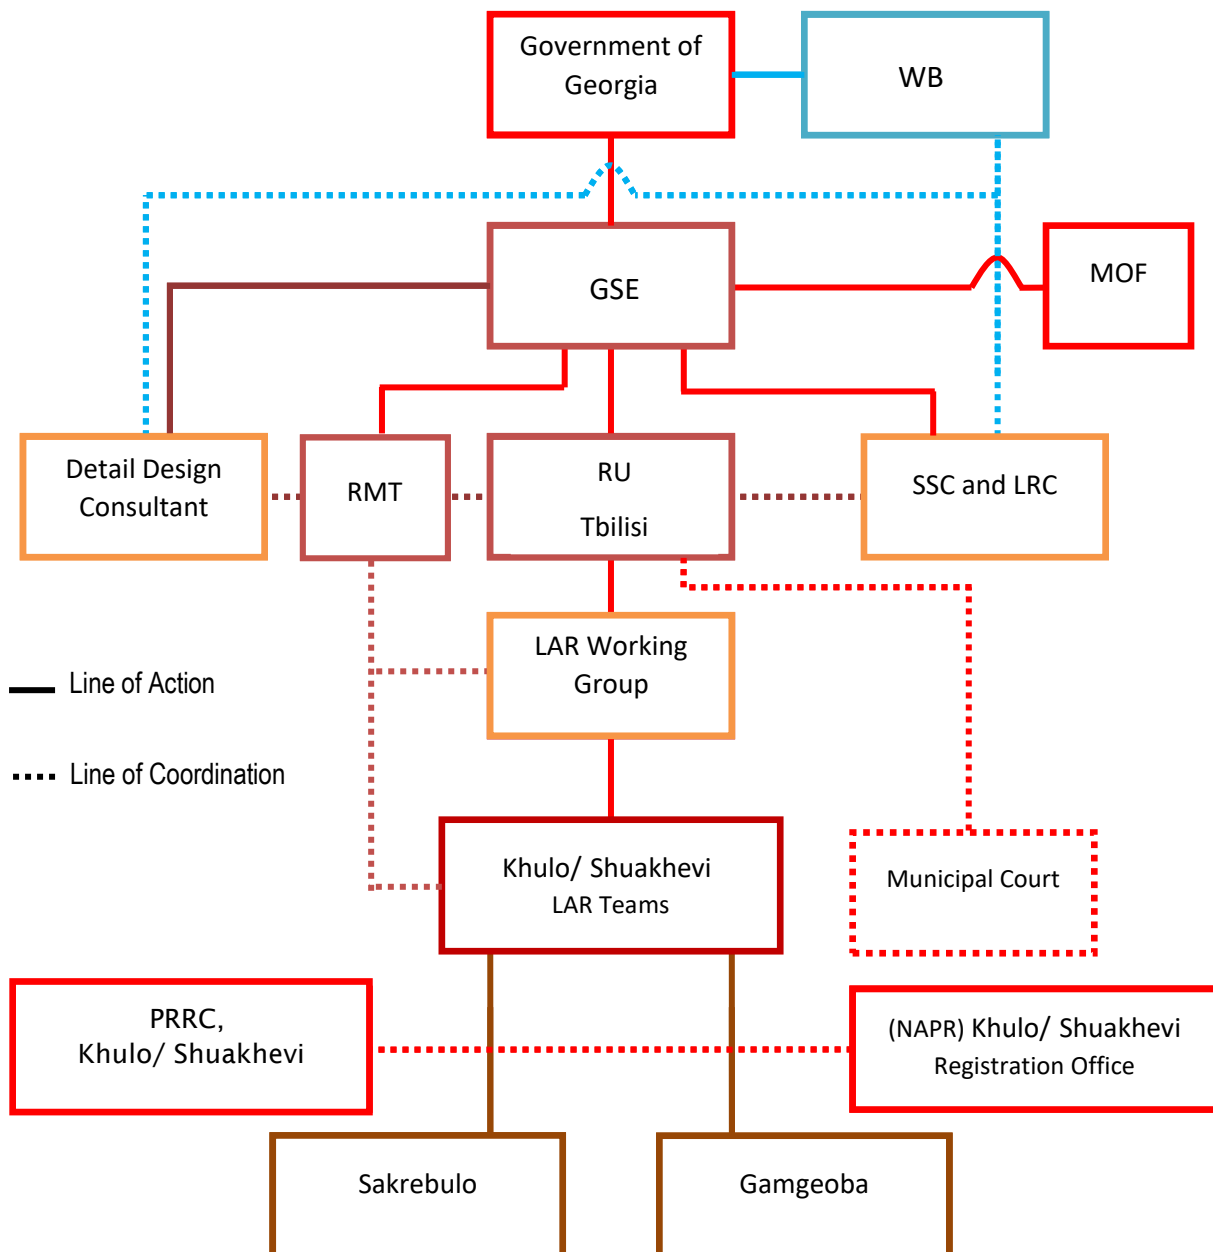 Government of
Georgia
WB
GSE
MOF
Detail Design
Consultant
RMT
RU
Tbilisi
SSC and LRC
LAR Working
Group
Line of Action
Line of Coordination
Khulo/ Shuakhevi
LAR Teams
Municipal Court
PRRC,
Khulo/ Shuakhevi
(NAPR) Khulo/ Shuakhevi
Registration Office
Sakrebulo
Gamgeoba